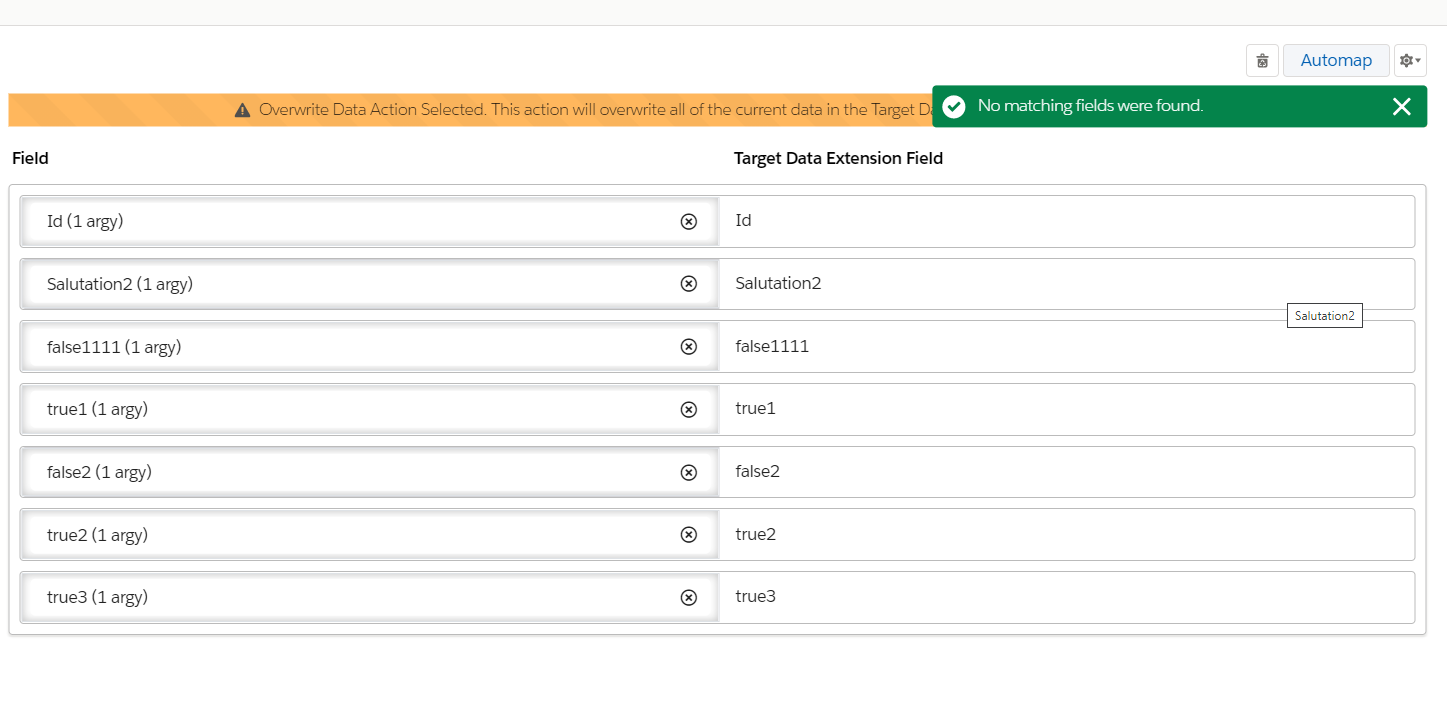 Automap
Overwrite Data Action Selected. This action will overwrite all of the current data in the Target
No matching fields were found.
Field
Target Data Extension Field
Id (1 argy)
Id
Salutation2 (1 argy)
Salutation2
Salutation2
false1111 (1 argy)
false1111
true1 (1 argy)
true1
false2 (1 argy)
false2
true2 (1 argy)
true2
true3 (1 argy)
true3